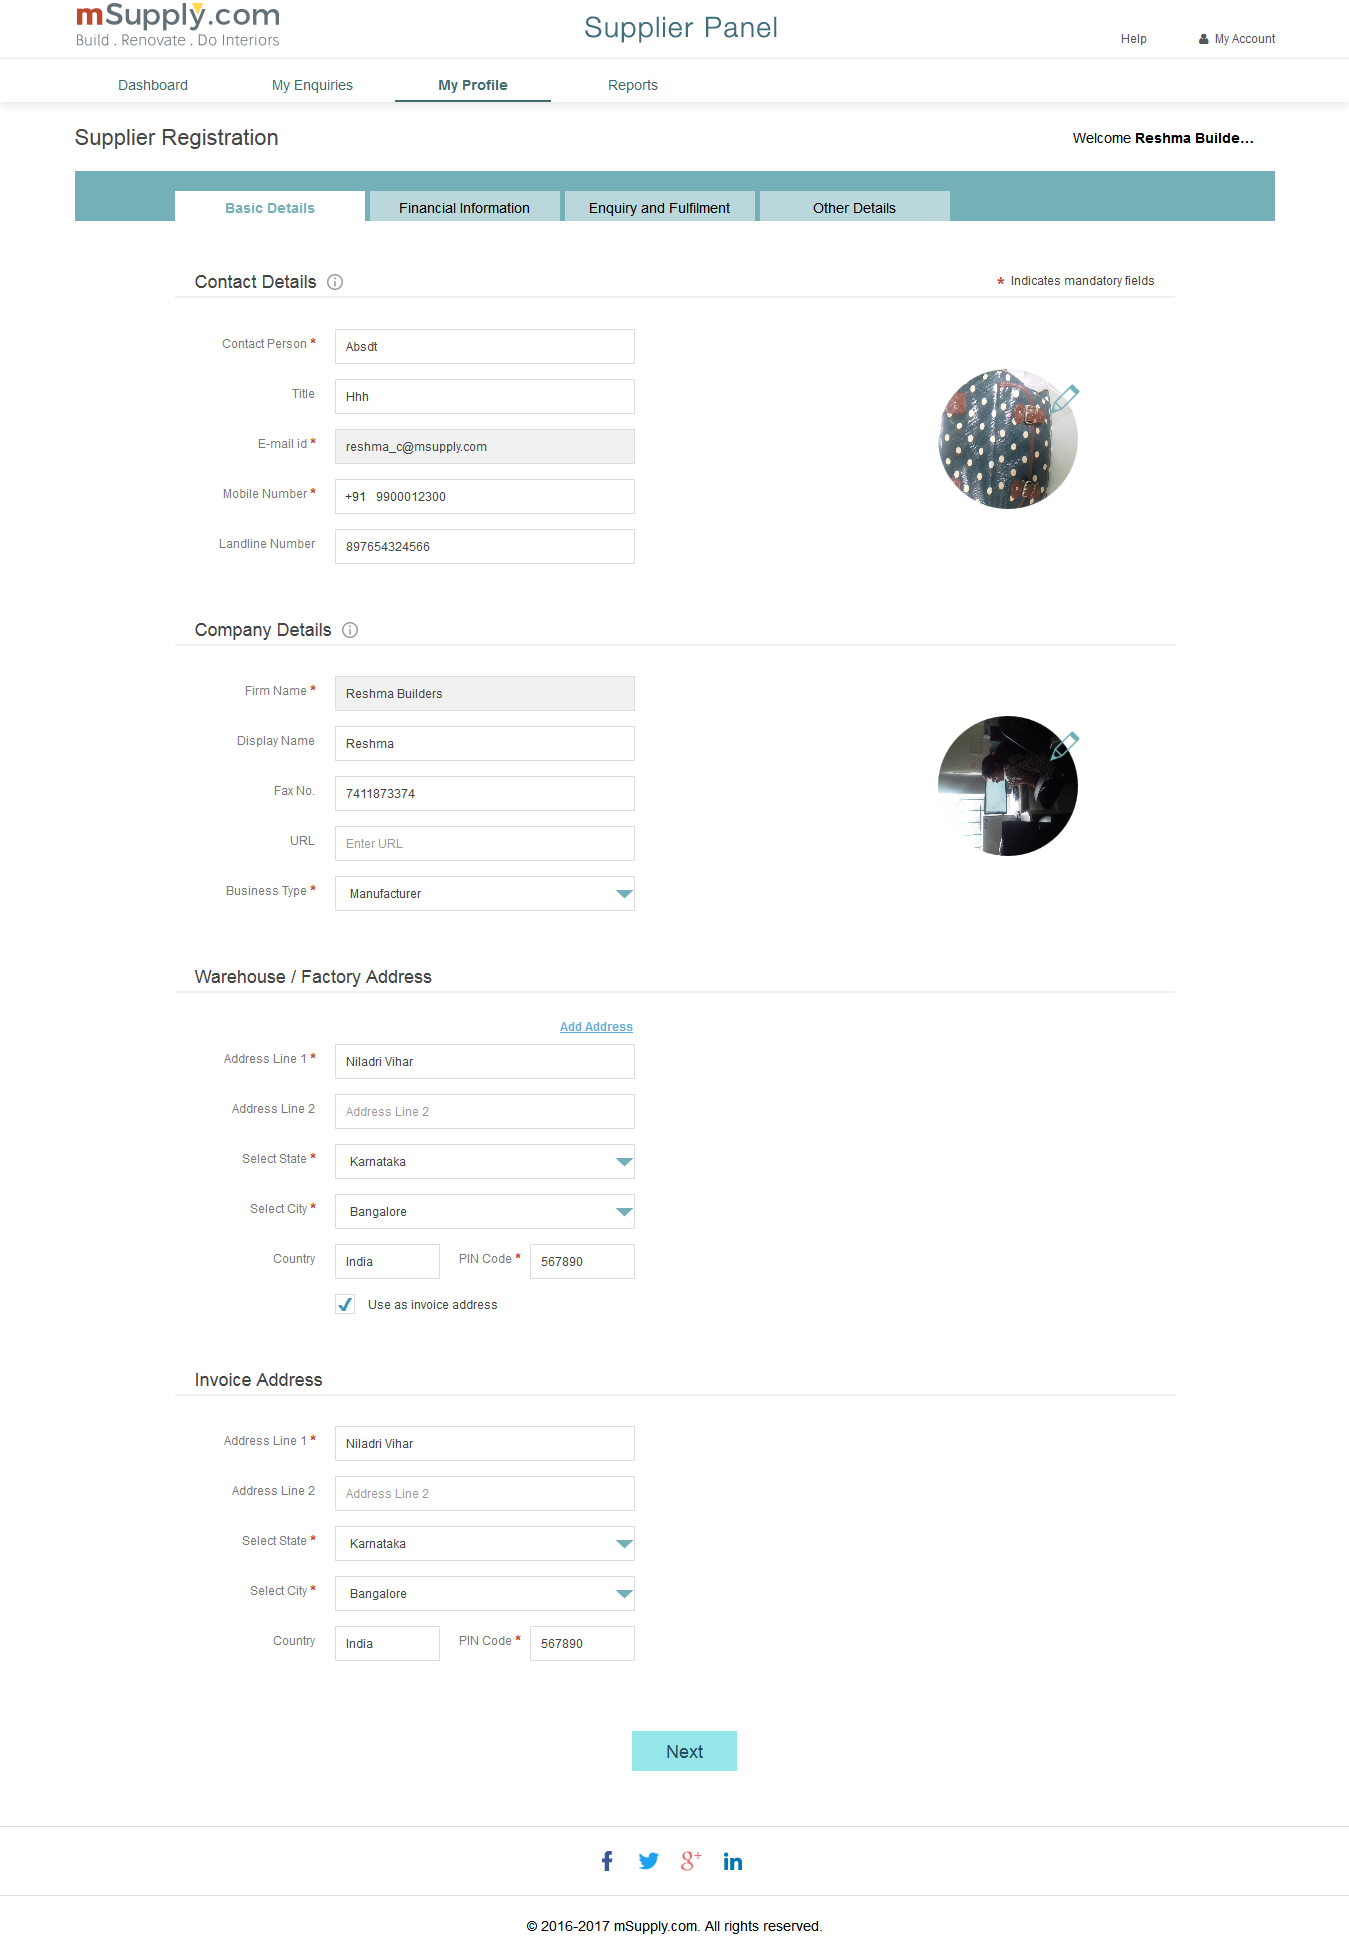 mSupply.com
Build . Renovate . Do Interiors
Supplier Panel
Help
My Account
Dashboard
My Enquiries
My Profile
Reports
Supplier Registration
Welcome Reshma Builde...
Basic Details
Financial Information
Enquiry and Fulfilment
Other Details
Contact Details
* Indicates mandatory fields
Contact Person * Absdt
Title Hhh
E-mail id * reshma_c@msupply.com
Mobile Number * +91 9900012300
Landline Number 897654324566
Company Details
Firm Name * Reshma Builders
Display Name Reshma
Fax No. 7411873374
URL Enter URL
Business Type * Manufacturer
Warehouse / Factory Address
Add Address
Address Line 1 * Niladri Vihar
Address Line 2 Address Line 2
Select State * Karnataka
Select City * Bangalore
Country India PIN Code * 567890
Use as invoice address
Invoice Address
Address Line 1 * Niladri Vihar
Address Line 2 Address Line 2
Select State * Karnataka
Select City * Bangalore
Country India PIN Code * 567890
Next
© 2016-2017 mSupply.com. All rights reserved.